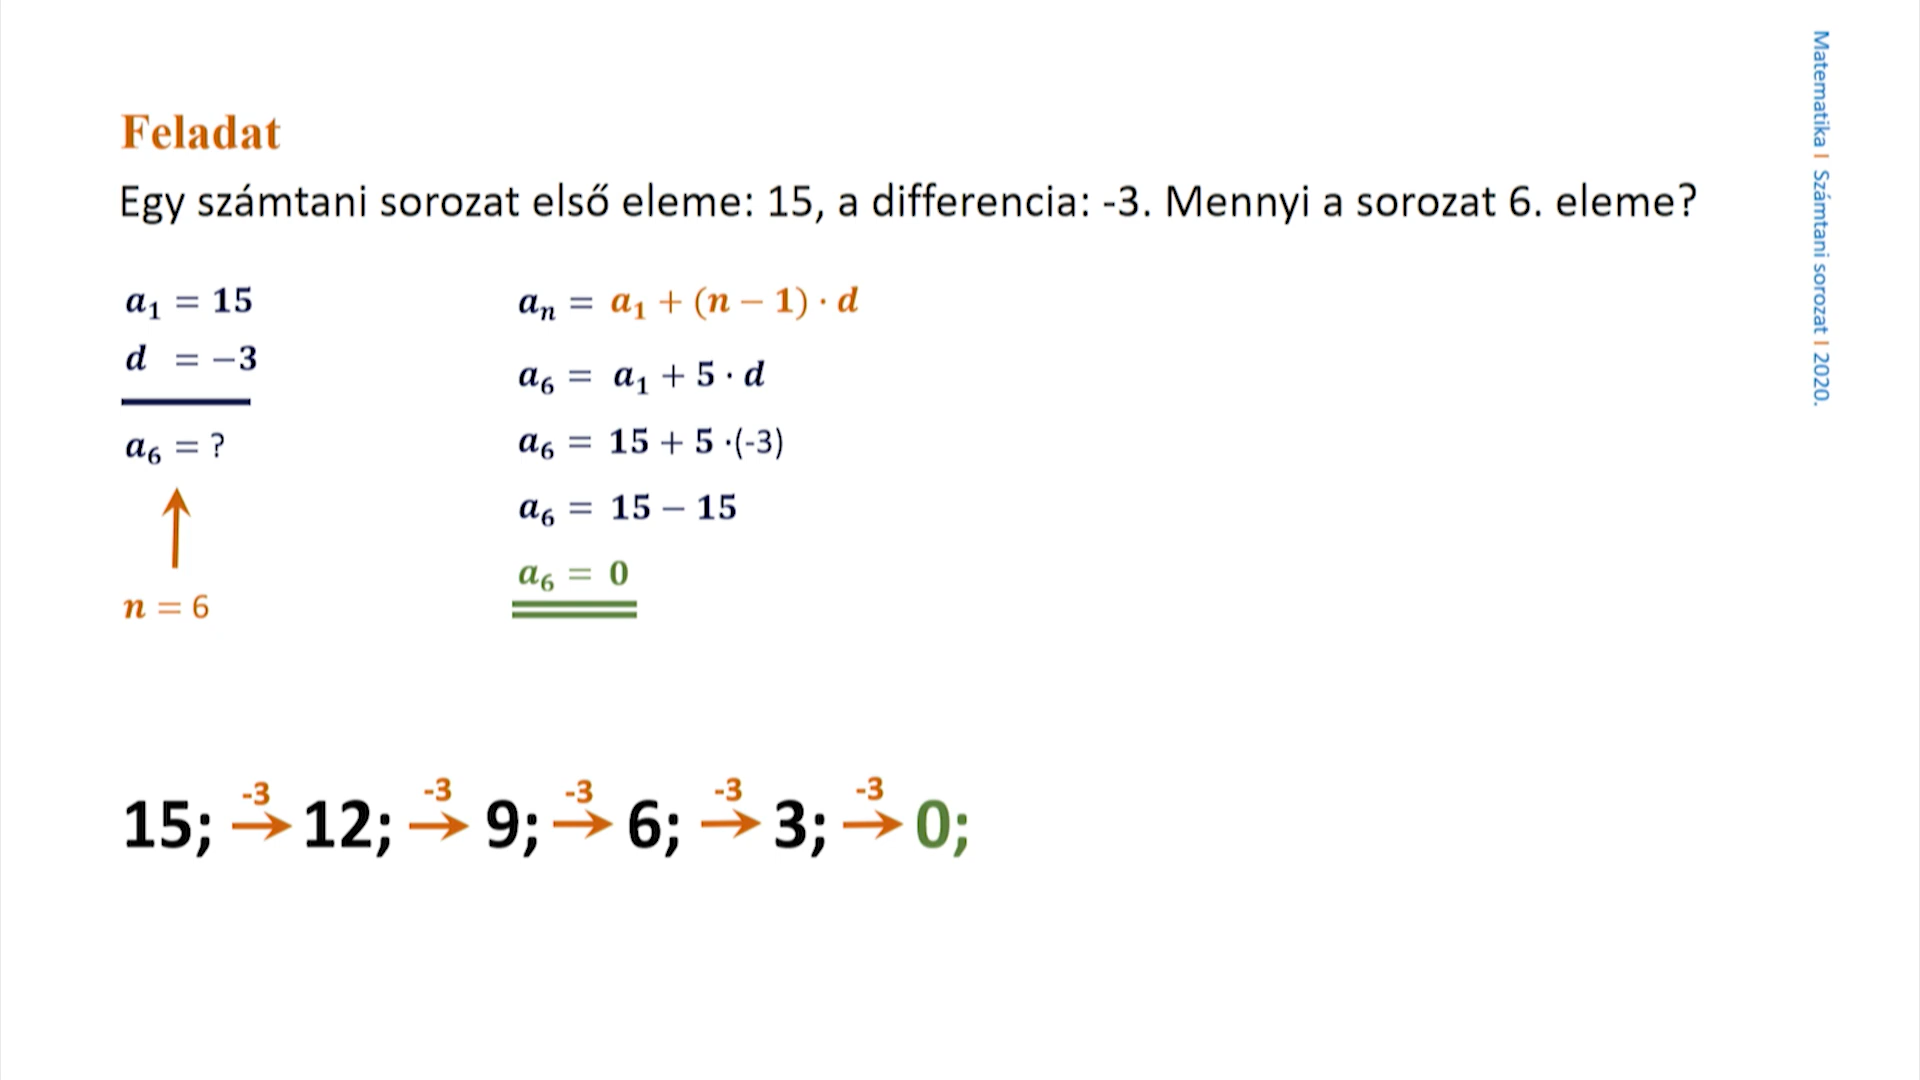 Feladat
Egy számtani sorozat első eleme: 15, a differencia: -3. Mennyi a sorozat 6. eleme?
a₁ = 15
d = −3
a₆ = ?
n = 6
aₙ = a₁ + (n − 1) · d
a₆ = a₁ + 5 · d
a₆ = 15 + 5 ·(-3)
a₆ = 15 − 15
a₆ = 0
-3 -3 -3 -3 -3
15; → 12; → 9; → 6; → 3; → 0;
Matematika I Számtani sorozat I 2020.